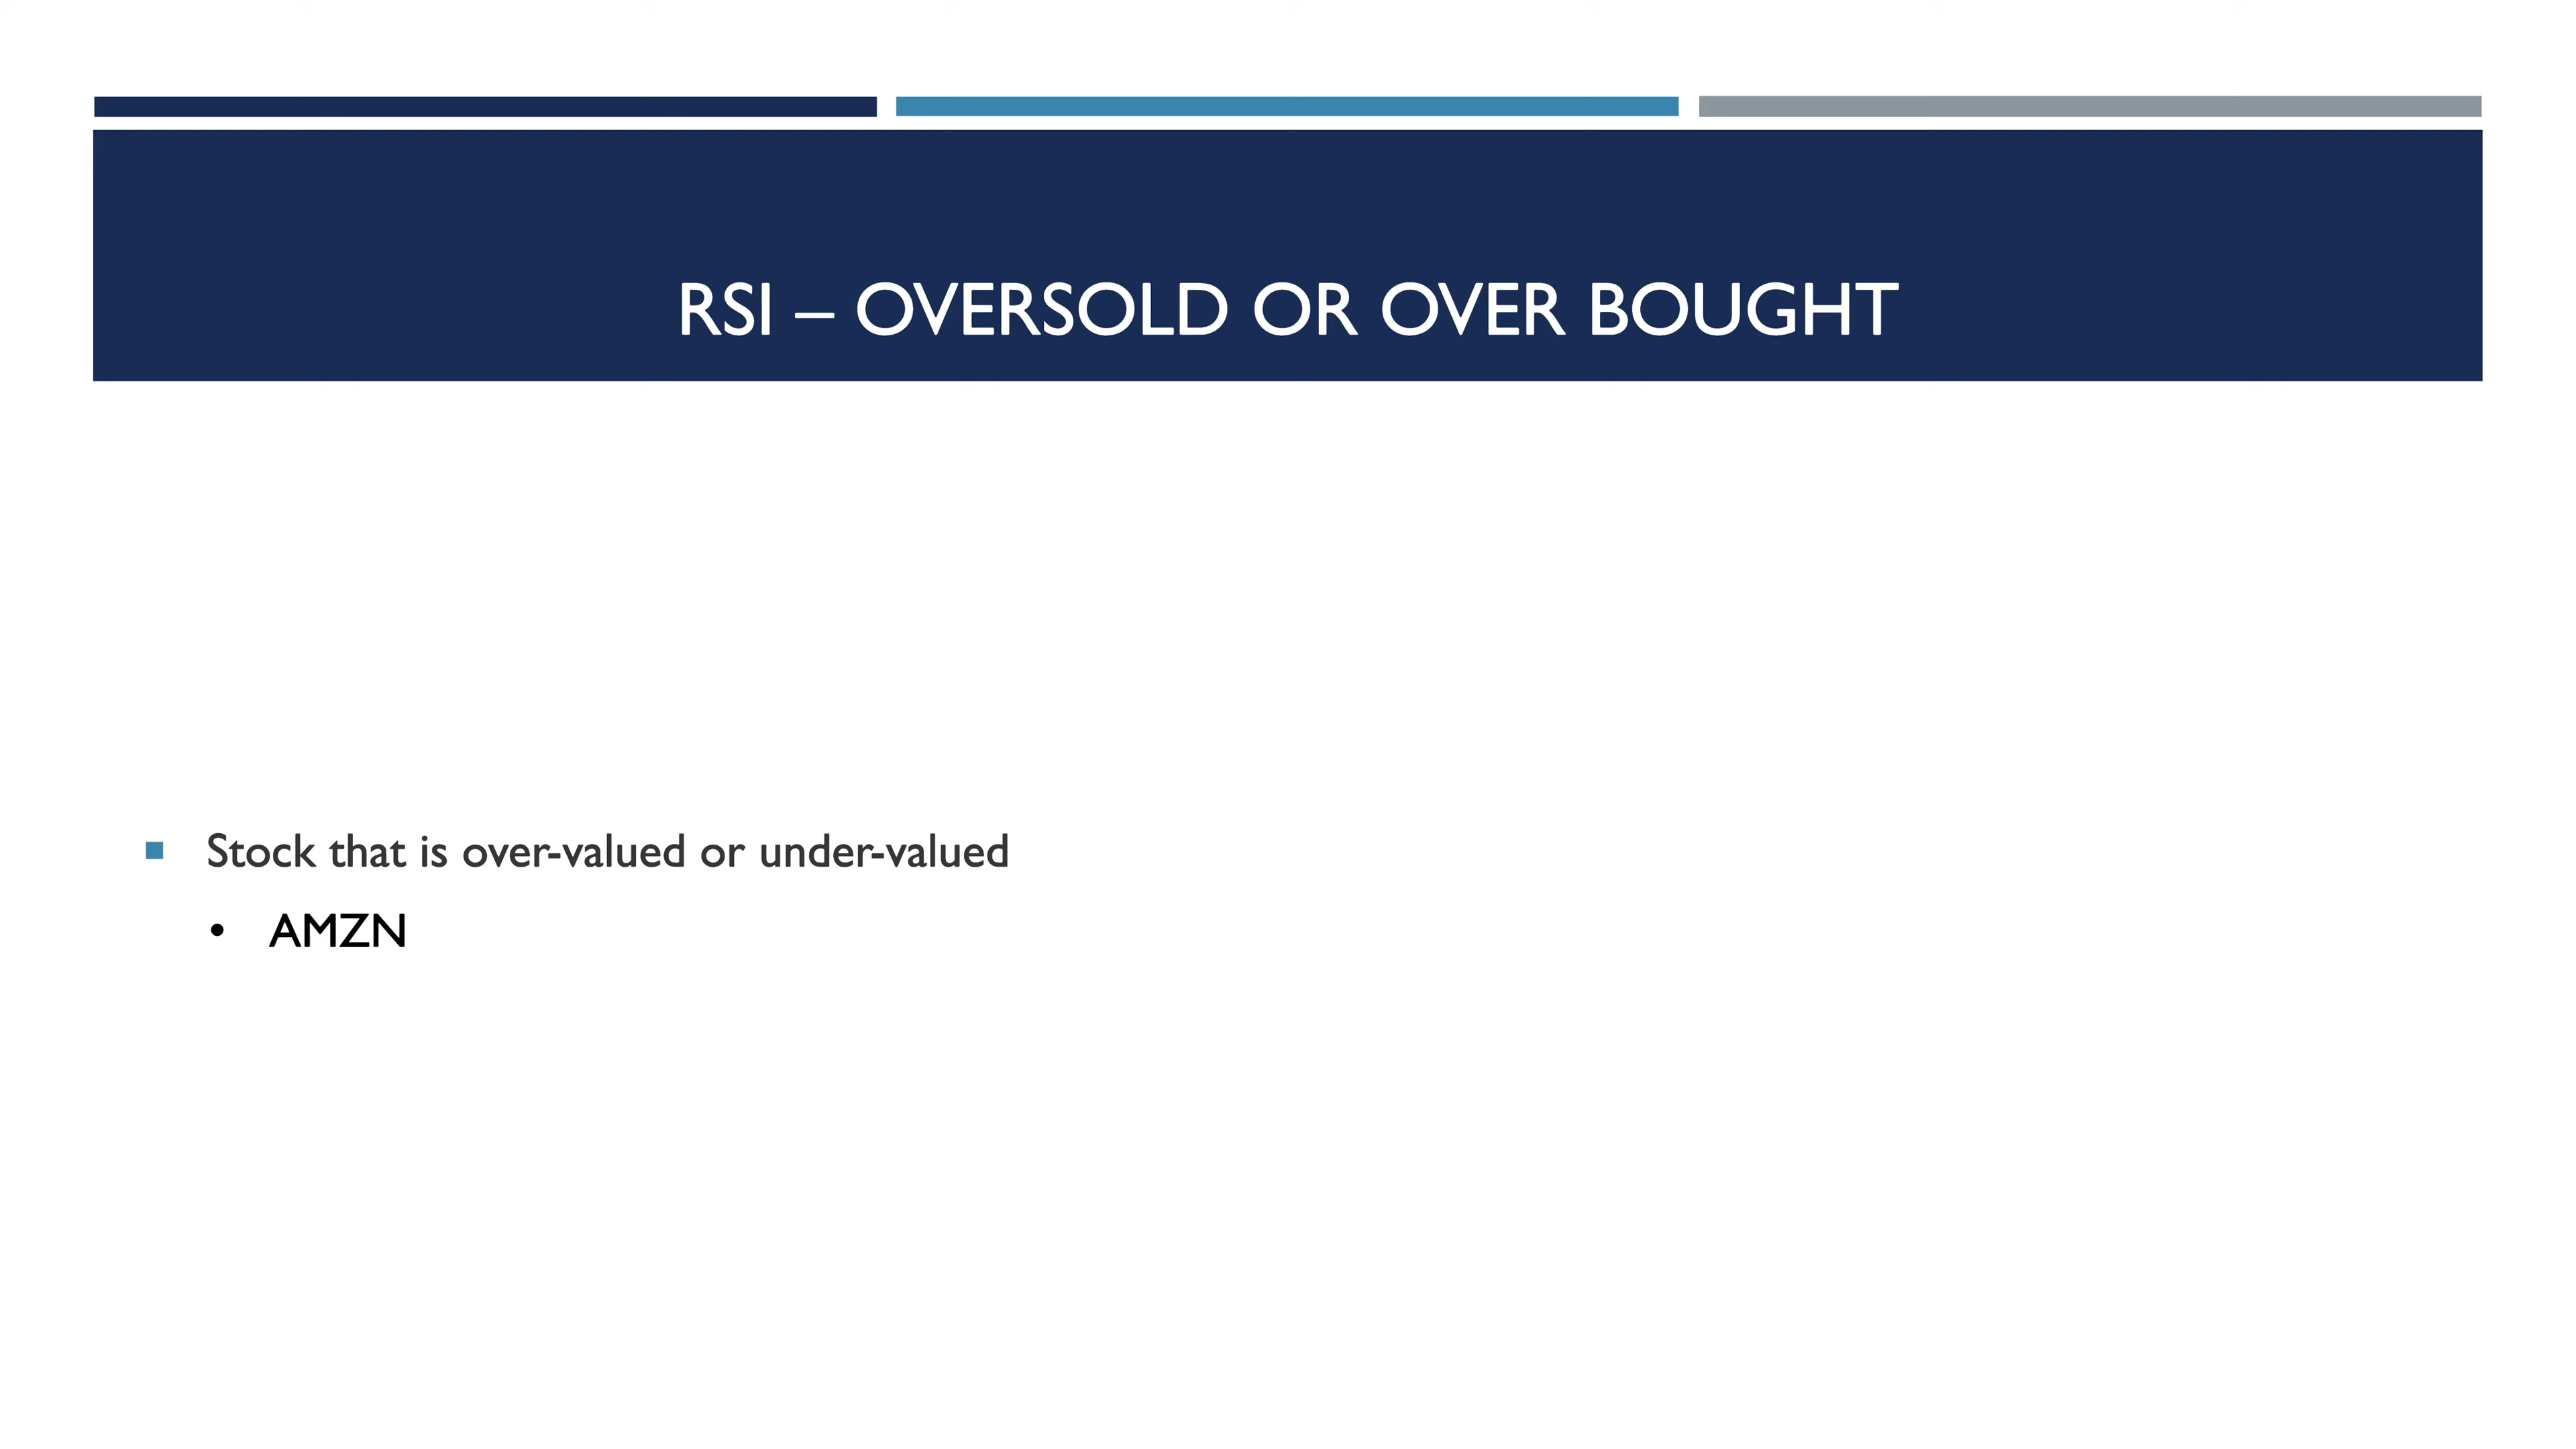 RSI – OVERSOLD OR OVER BOUGHT
Stock that is over-valued or under-valued
AMZN